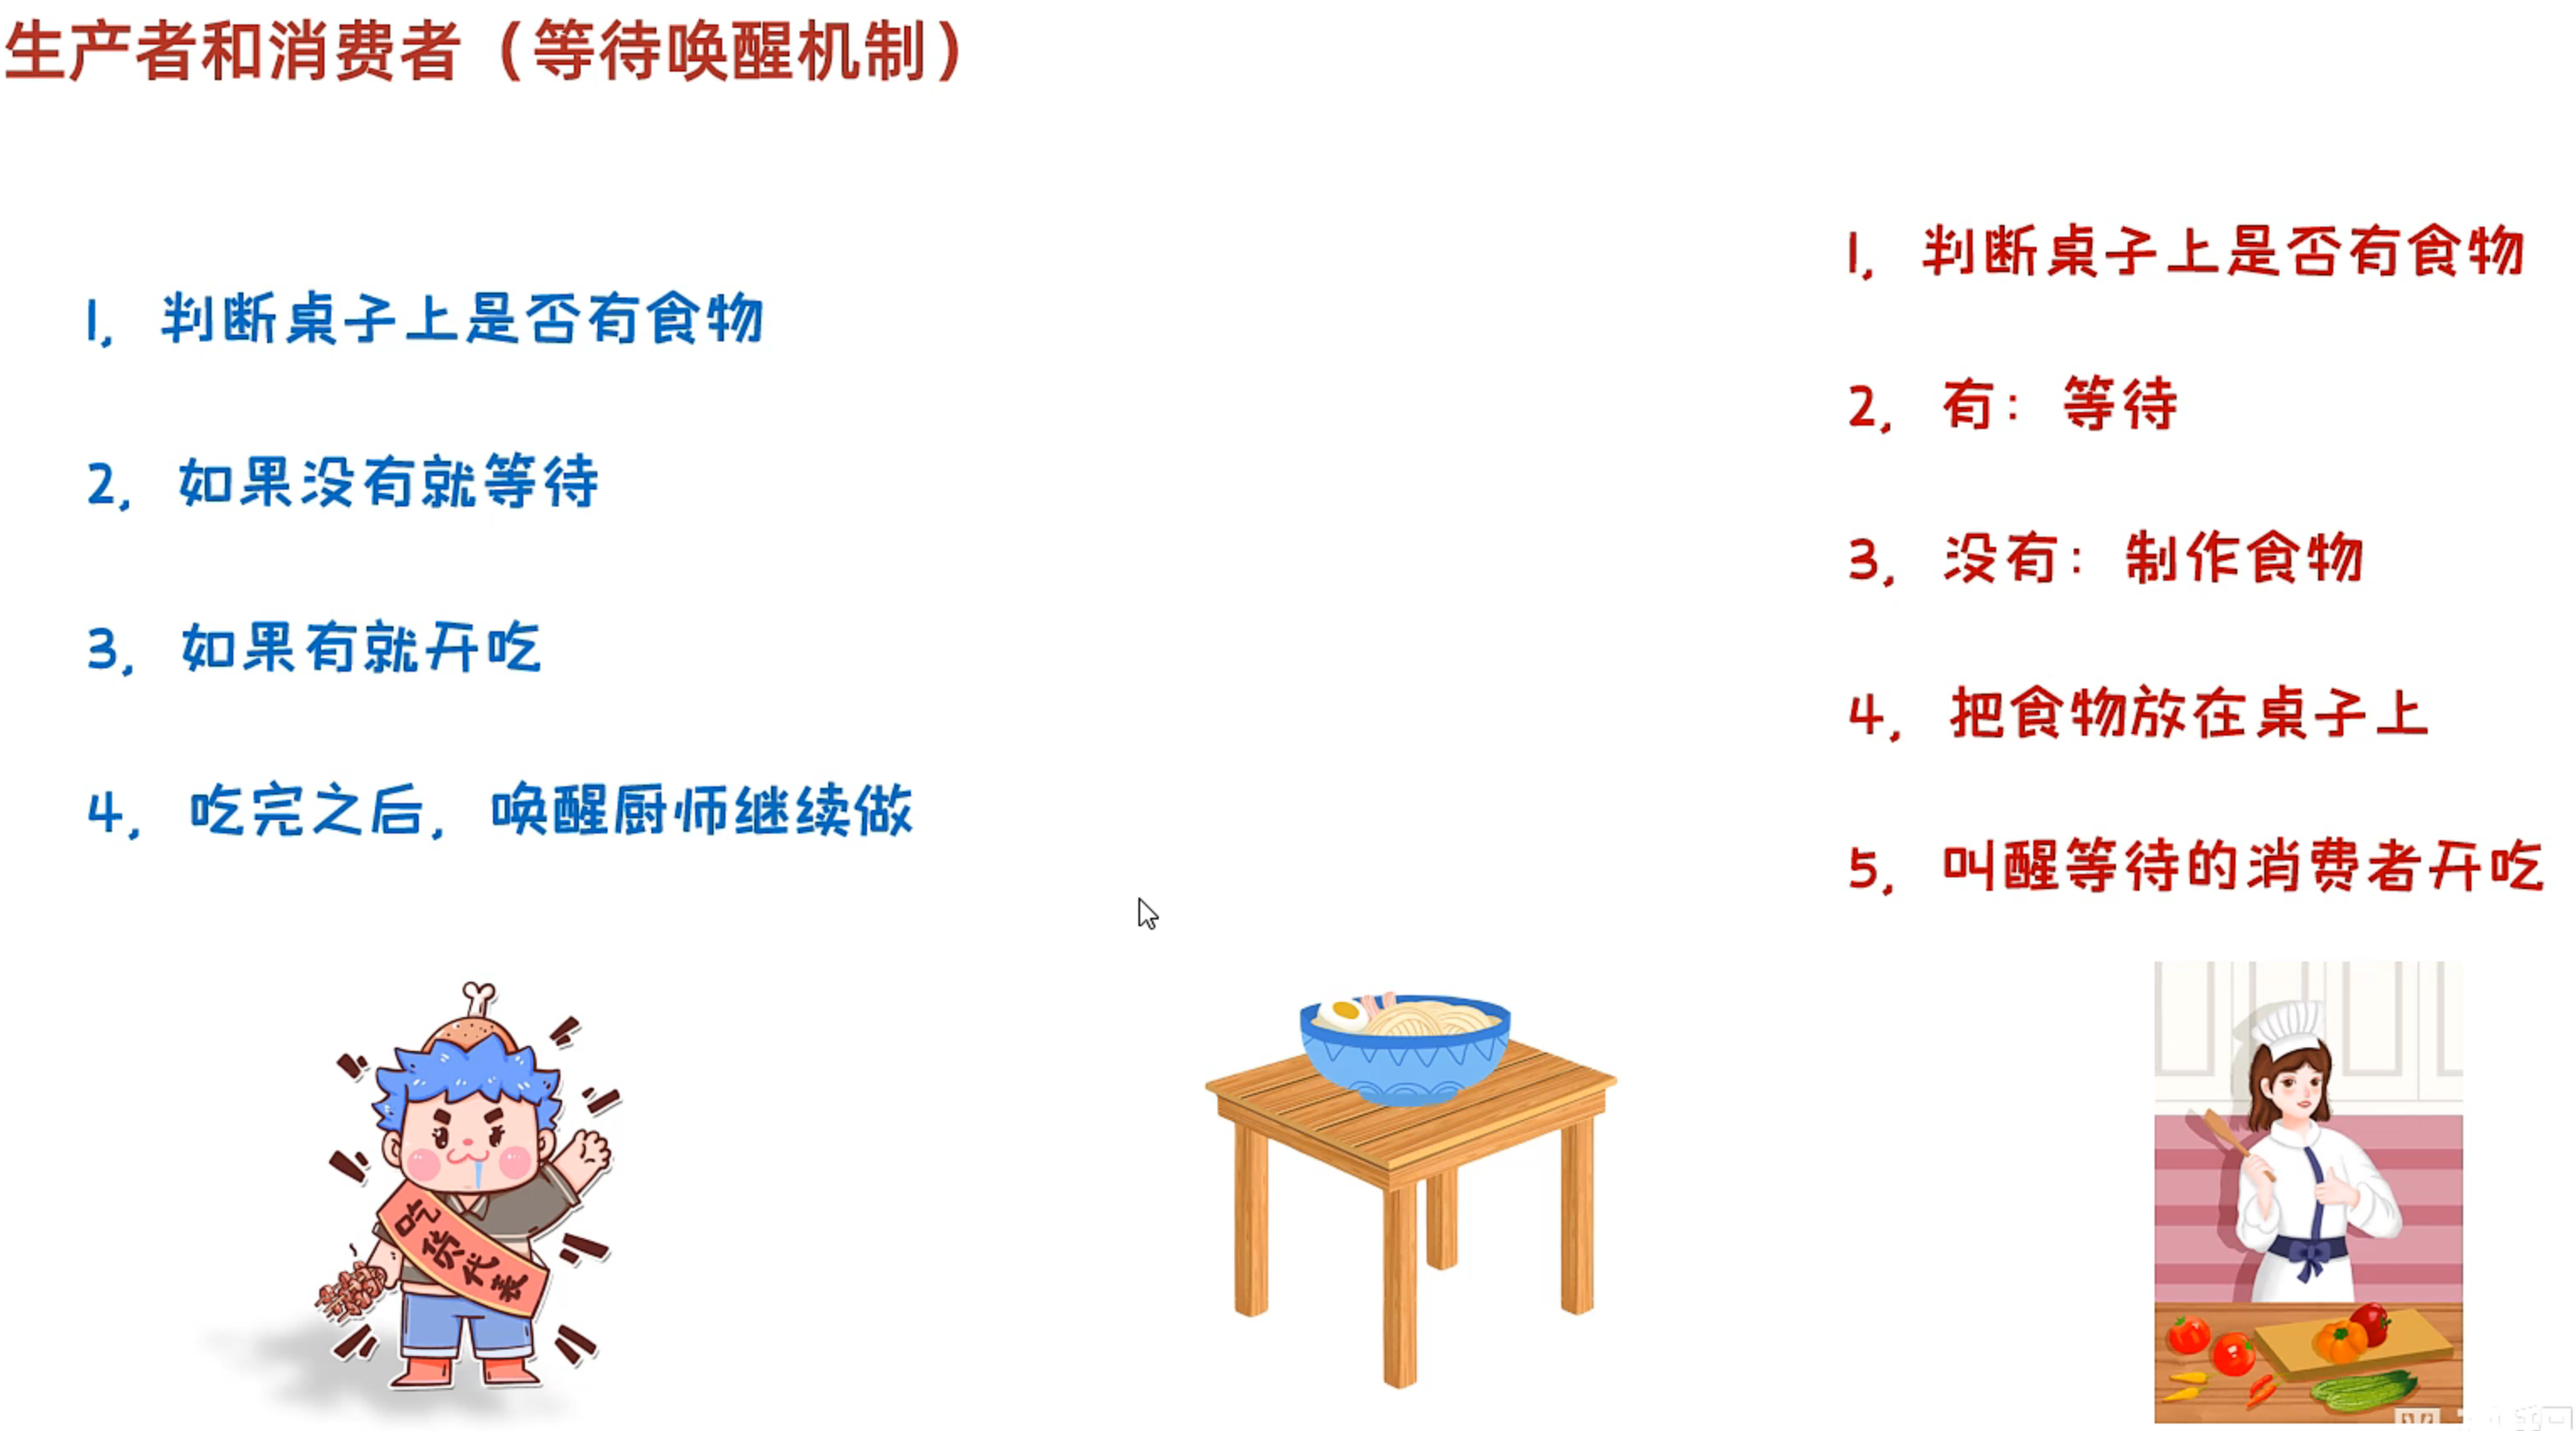 生产者和消费者（等待唤醒机制）
1，判断桌子上是否有食物
2，如果没有就等待
3，如果有就开吃
4，吃完之后，唤醒厨师继续做
1，判断桌子上是否有食物
2，有：等待
3，没有：制作食物
4，把食物放在桌子上
5，叫醒等待的消费者开吃
吃货代表